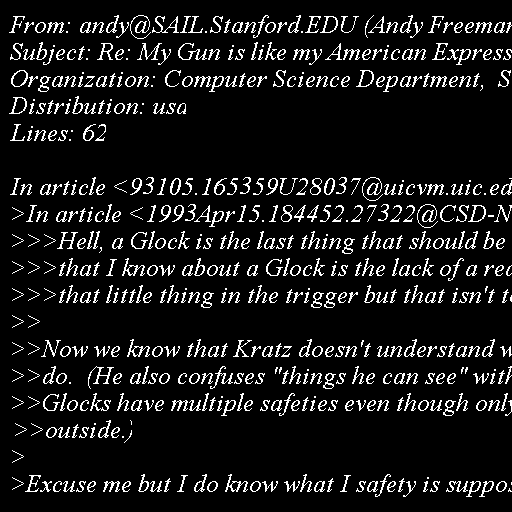 From: andy@SAIL.Stanford.EDU (Andy Freeman
Subject: Re: My Gun is like my American Express
Organization: Computer Science Department, S
Distribution: usa
Lines: 62

In article <93105.165359U28037@uicvm.uic.ed
>In article <1993Apr15.184452.27322@CSD-N
>>>Hell, a Glock is the last thing that should be
>>>that I know about a Glock is the lack of a rea
>>>that little thing in the trigger but that isn't t
>>
>>Now we know that Kratz doesn't understand w
>>do. (He also confuses "things he can see" with
>>Glocks have multiple safeties even though only
>>outside.)
>
>Excuse me but I do know what I safety is suppos